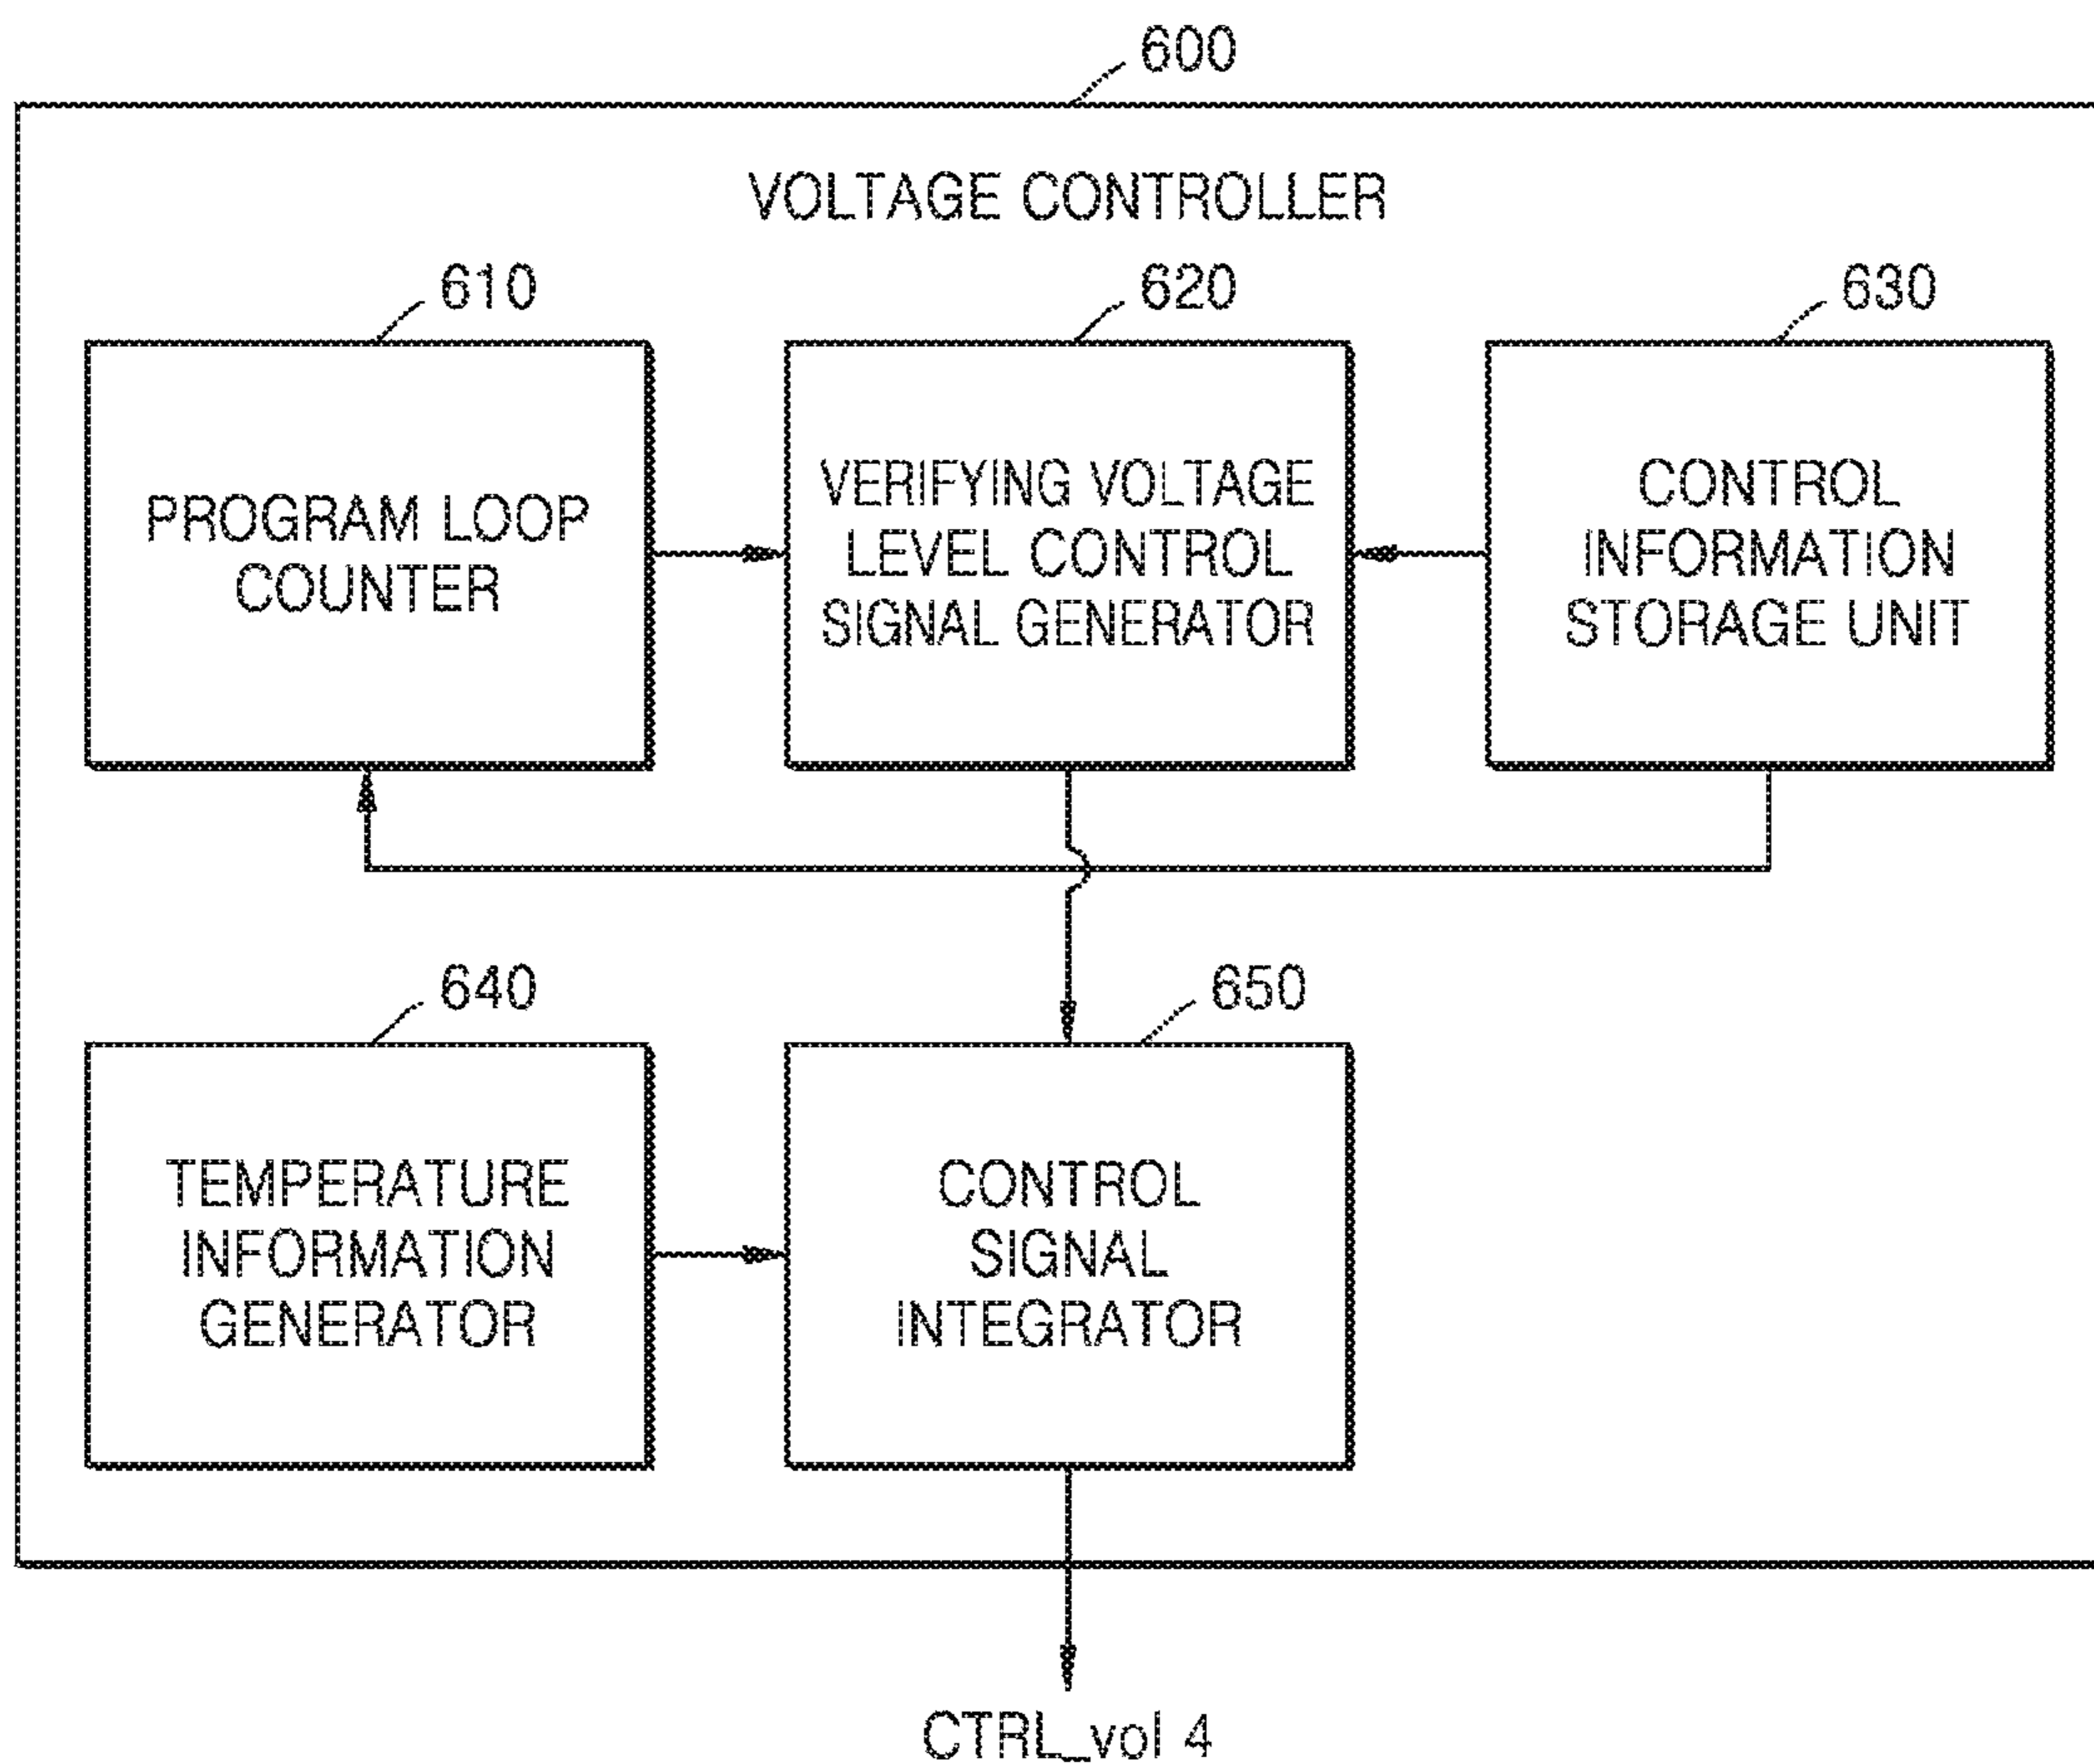 600
VOLTAGE CONTROLLER
610
620
630
PROGRAM LOOP
COUNTER
VERIFYING VOLTAGE
LEVEL CONTROL
SIGNAL GENERATOR
CONTROL
INFORMATION
STORAGE UNIT
640
650
TEMPERATURE
INFORMATION
GENERATOR
CONTROL
SIGNAL
INTEGRATOR
CTRL_vol 4